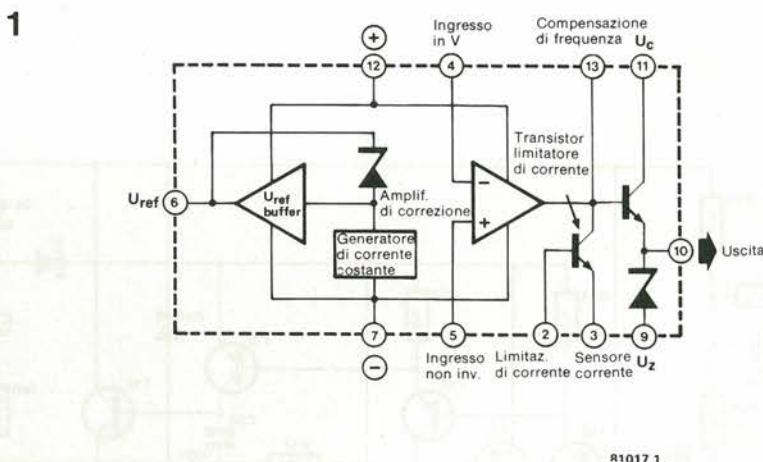 1
Ingresso
in V
Compensazione
di frequenza
Uc
+
12
4
13
11
Transistor
limitatore
di corrente
Uref
6
Uref
buffer
Amplif.
di correzione
Generatore
di corrente
costante
−
+
10
Uscita
7
5
2
3
9
−
Ingresso
non inv.
Limitaz.
di corrente
Sensore
corrente
Uz
81017 1